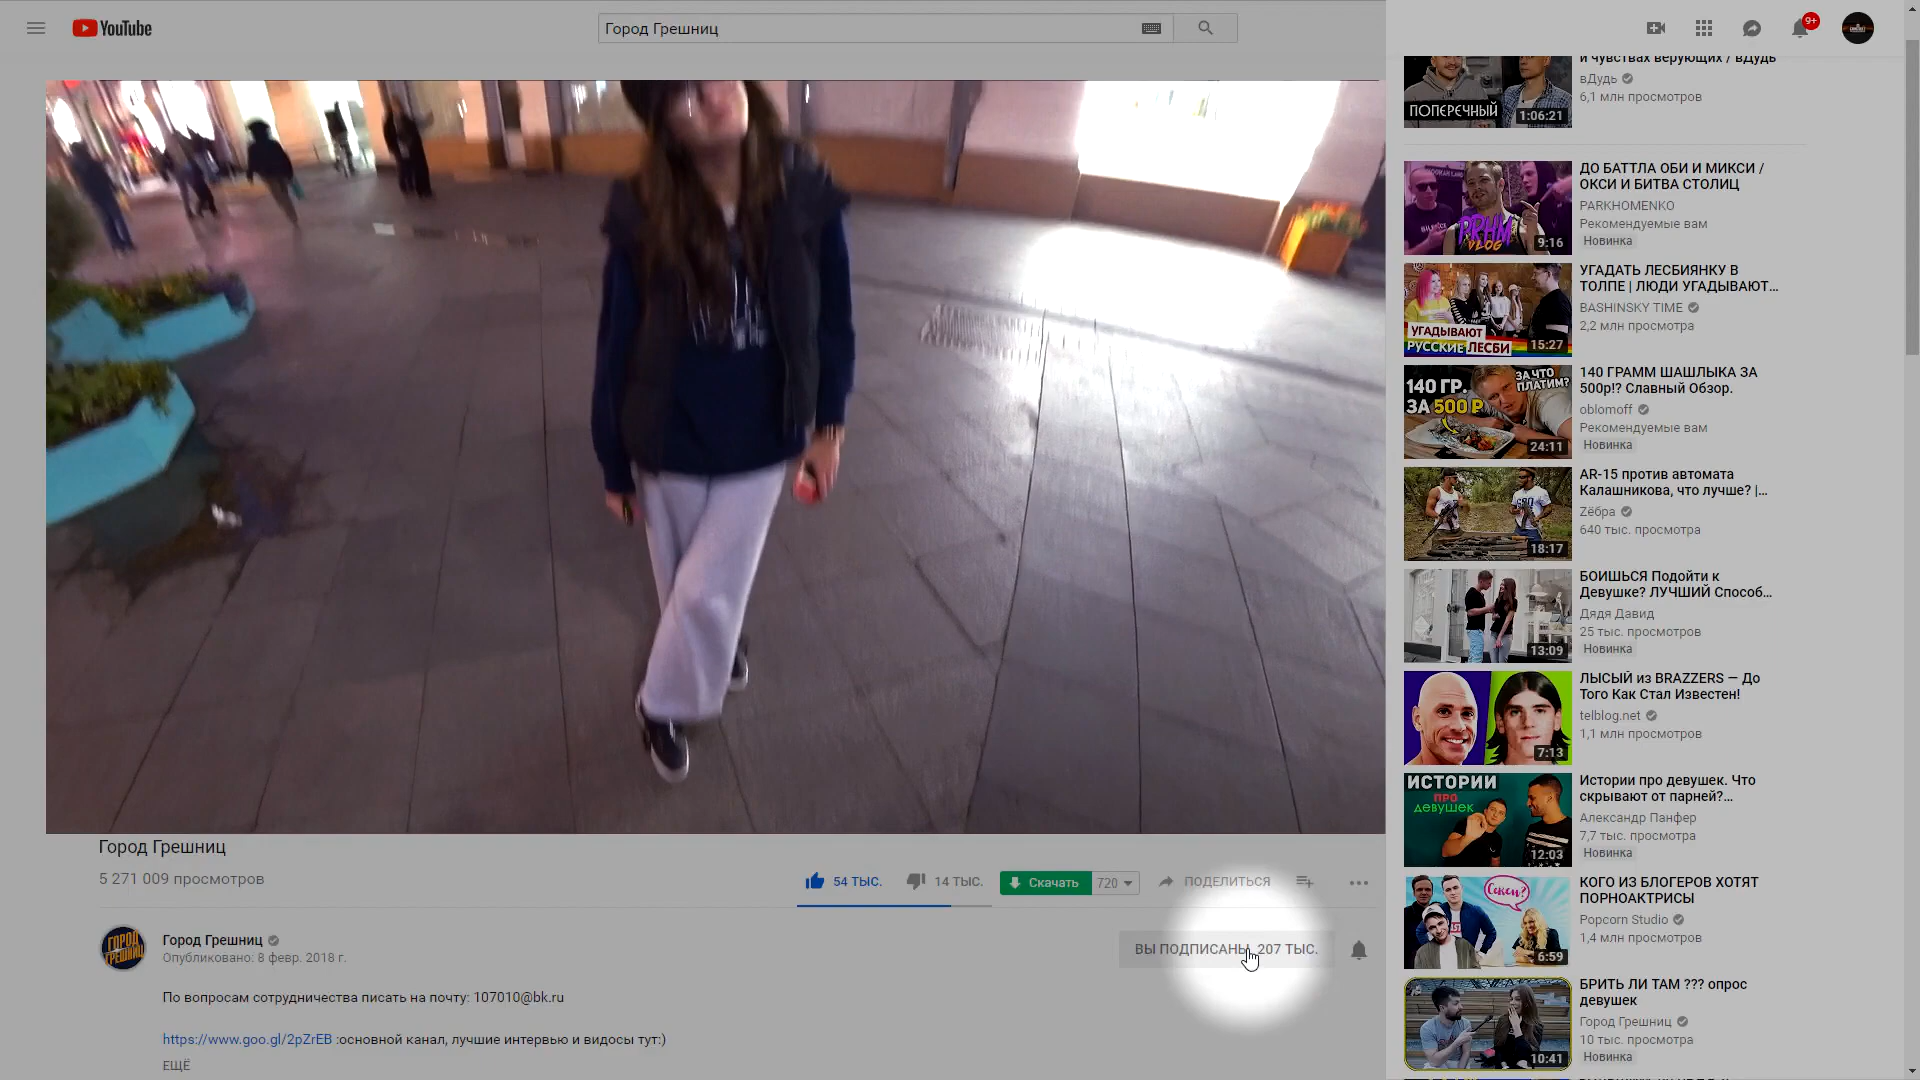 YouTube
Город Грешниц
9+
Город Грешниц
5 271 009 просмотров
54 ТЫС.
14 ТЫС.
Скачать
720
ПОДЕЛИТЬСЯ
ГОРОД
ГРЕШНИЦ
Город Грешниц
Опубликовано: 8 февр. 2018 г.
ВЫ ПОДПИСАНЫ 207 ТЫС.
По вопросам сотрудничества писать на почту: 107010@bk.ru
https://www.goo.gl/2pZrEB :основной канал, лучшие интервью и видосы тут:)
ЕЩЁ
ПОПЕРЕЧНЫЙ
1:06:21
и чувствах верующих / вДудь
вДудь
6,1 млн просмотров
PRHM
VLOG
9:16
ДО БАТТЛА ОБИ И МИКСИ /
ОКСИ И БИТВА СТОЛИЦ
PARKHOMENKO
Рекомендуемые вам
Новинка
УГАДЫВАЮТ
РУССКИЕ ЛЕСБИ
15:27
УГАДАТЬ ЛЕСБИЯНКУ В
ТОЛПЕ | ЛЮДИ УГАДЫВАЮТ...
BASHINSKY TIME
2,2 млн просмотра
140 ГР.
ЗА 500 ₽
ЗА ЧТО
ПЛАТИМ?
24:11
140 ГРАММ ШАШЛЫКА ЗА
500р!? Славный Обзор.
oblomoff
Рекомендуемые вам
Новинка
18:17
AR-15 против автомата
Калашникова, что лучше? |...
Zёбра
640 тыс. просмотра
13:09
БОИШЬСЯ Подойти к
Девушке? ЛУЧШИЙ Способ...
Дядя Давид
25 тыс. просмотров
Новинка
7:13
ЛЫСЫЙ из BRAZZERS — До
Того Как Стал Известен!
telblog.net
1,1 млн просмотра
ИСТОРИИ
ПРО
девушек
12:03
Истории про девушек. Что
скрывают от парней?...
Александр Панфер
7,7 тыс. просмотра
Новинка
Сокси?
6:59
КОГО ИЗ БЛОГЕРОВ ХОТЯТ
ПОРНОАКТРИСЫ
Popcorn Studio
1,4 млн просмотров
10:41
БРИТЬ ЛИ ТАМ ??? опрос
девушек
Город Грешниц
10 тыс. просмотра
Новинка